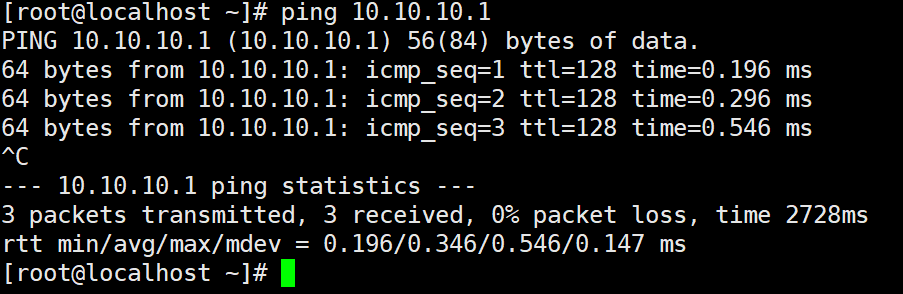 [root@localhost ~]# ping 10.10.10.1
PING 10.10.10.1 (10.10.10.1) 56(84) bytes of data.
64 bytes from 10.10.10.1: icmp_seq=1 ttl=128 time=0.196 ms
64 bytes from 10.10.10.1: icmp_seq=2 ttl=128 time=0.296 ms
64 bytes from 10.10.10.1: icmp_seq=3 ttl=128 time=0.546 ms
^C
--- 10.10.10.1 ping statistics ---
3 packets transmitted, 3 received, 0% packet loss, time 2728ms
rtt min/avg/max/mdev = 0.196/0.346/0.546/0.147 ms
[root@localhost ~]#